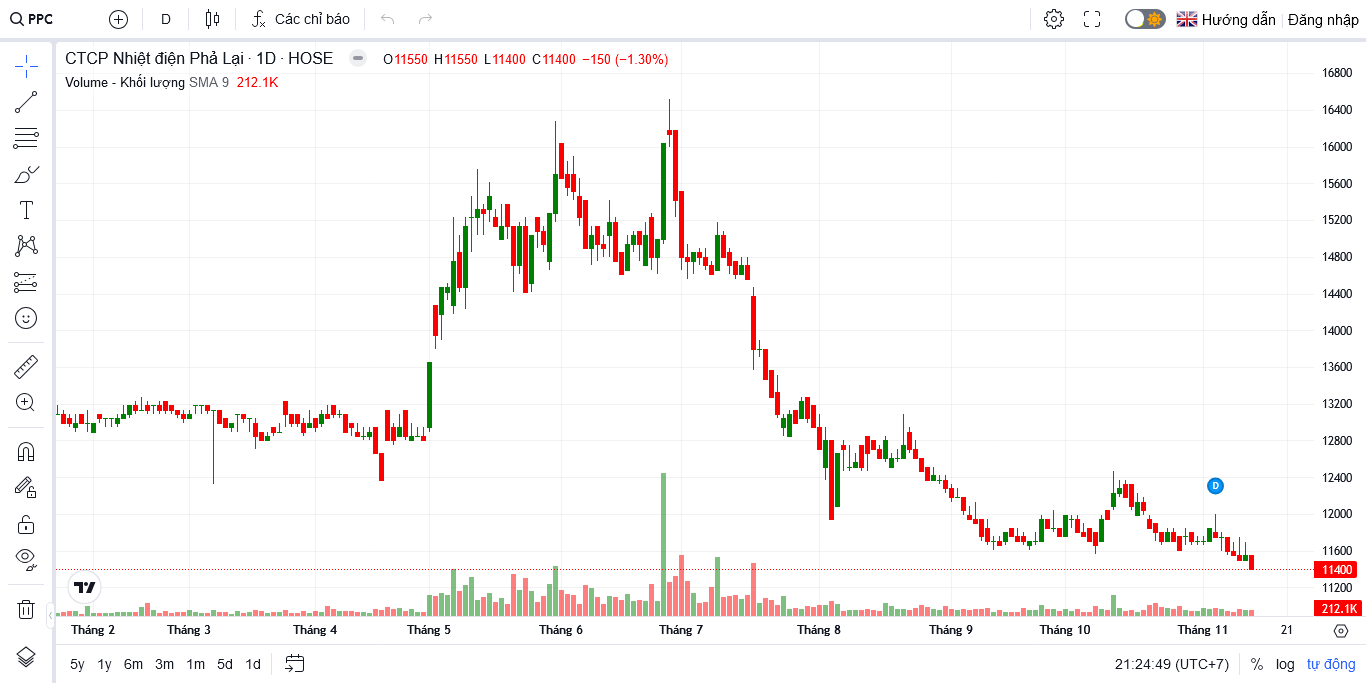 PPC D Các chỉ báo Hướng dẫn Đăng nhập
CTCP Nhiệt điện Phả Lại · 1D · HOSE O11550 H11550 L11400 C11400 −150 (−1.30%)
Volume - Khối lượng SMA 9 212.1K
16800
16400
16000
15600
15200
14800
14400
14000
13600
13200
12800
12400
D
12000
11600
11400
11200
212.1K
Tháng 2 Tháng 3 Tháng 4 Tháng 5 Tháng 6 Tháng 7 Tháng 8 Tháng 9 Tháng 10 Tháng 11 21
5y 1y 6m 3m 1m 5d 1d 21:24:49 (UTC+7) % log tự động